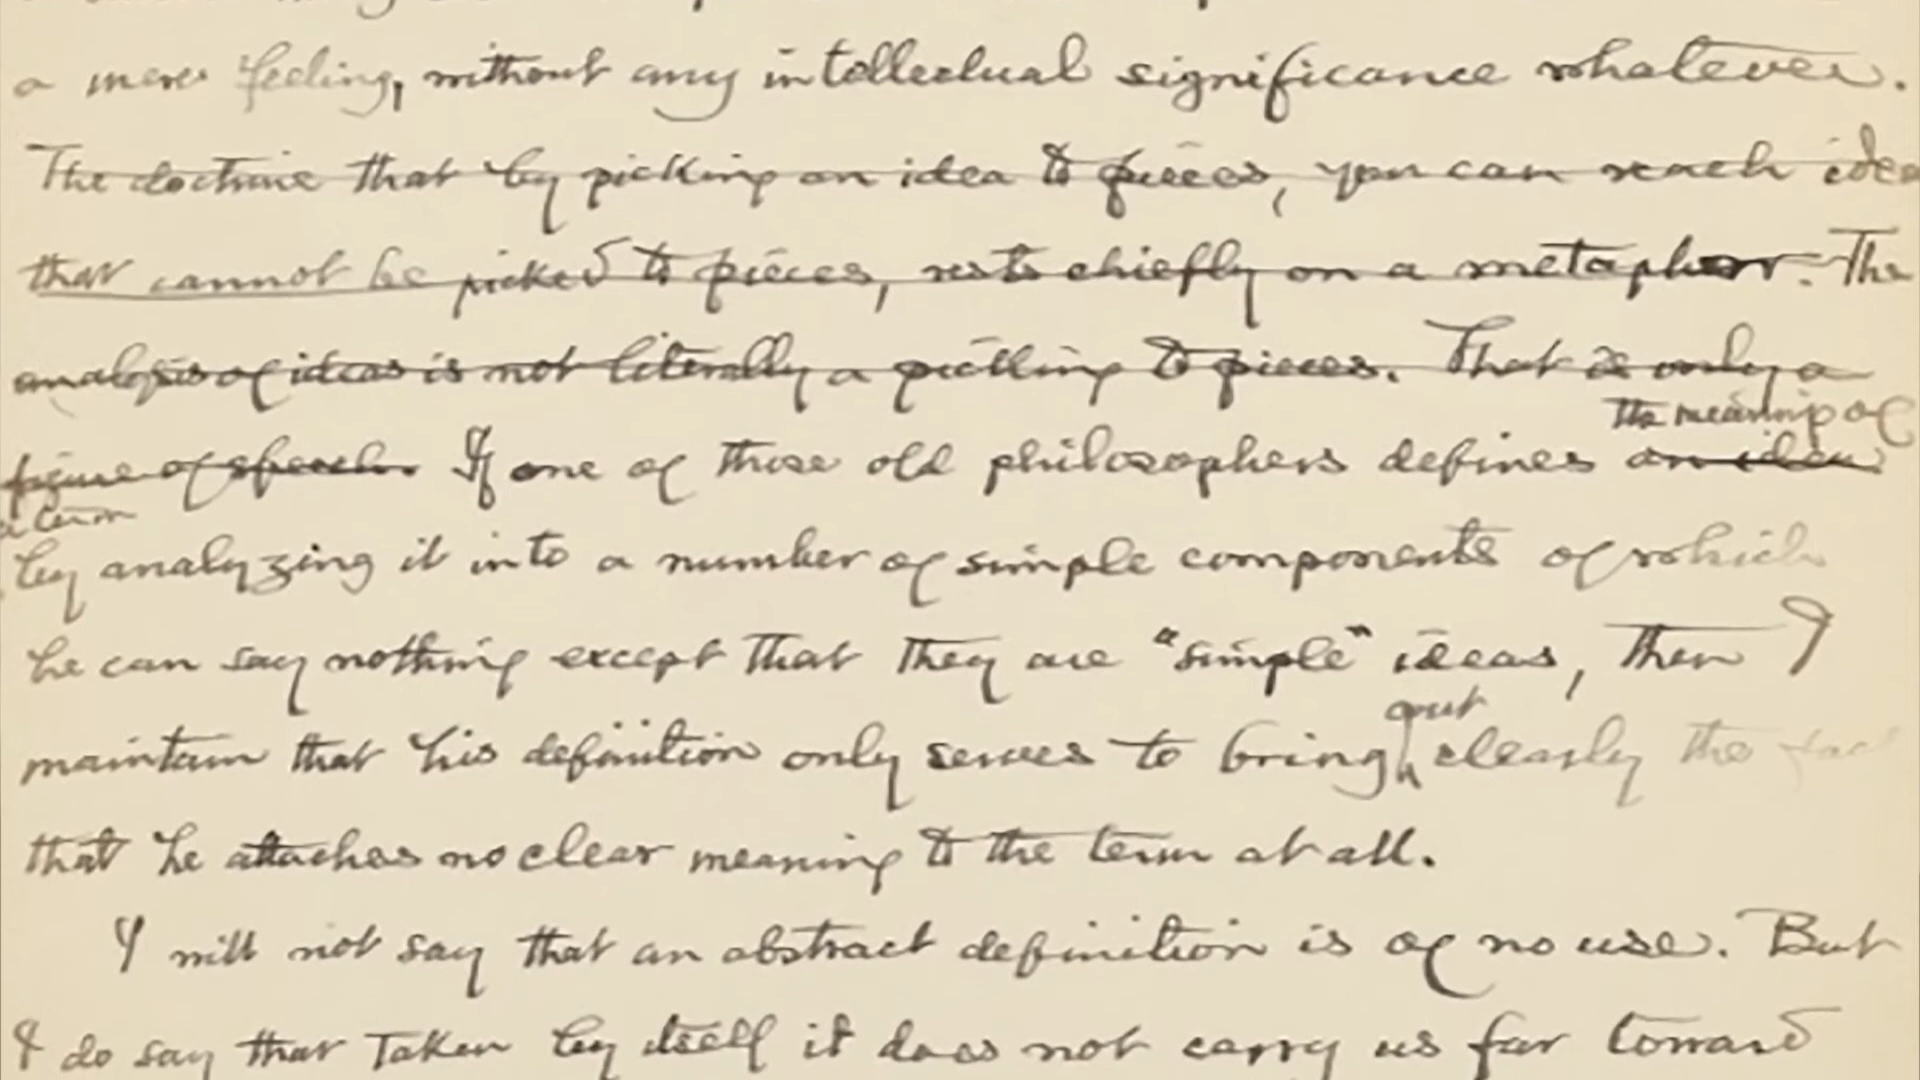 a mere feeling, without any intellectual significance whatever.
The doctrine that by picking an idea to pieces, you can reach idea
that cannot be picked to pieces, rests chiefly on a metaphor. The
analysis of ideas is not literally a picking to pieces. That is only a
the meaning of
figure of speech. If one of those old philosophers defines an idea
a term
by analyzing it into a number of simple components of which
he can say nothing except that they are "simple" ideas, then I
out
maintain that his definition only serves to bring clearly the fact
that he attaches no clear meaning to the term at all.
I will not say that an abstract definition is of no use. But
I do say that taken by itself it does not carry us far toward